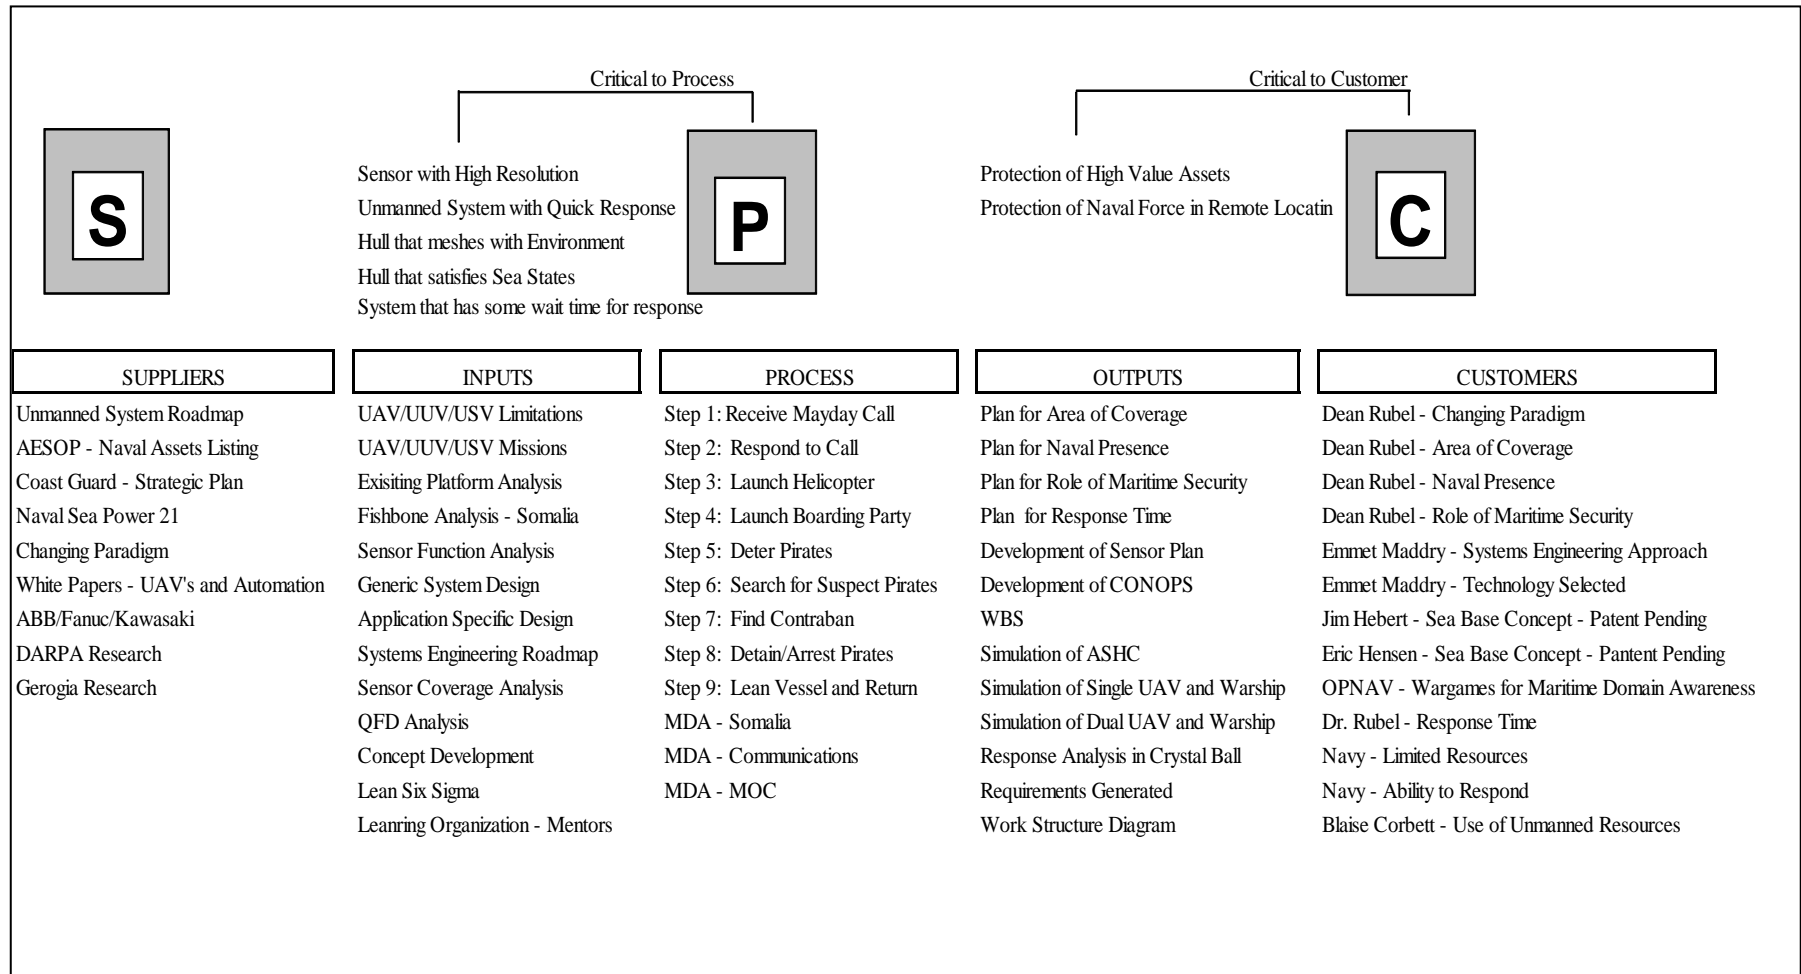 Critical to Process
Critical to Customer
S
Sensor with High Resolution
Unmanned System with Quick Response
Hull that meshes with Environment
Hull that satisfies Sea States
System that has some wait time for response
P
Protection of High Value Assets
Protection of Naval Force in Remote Locatin
C
SUPPLIERS
Unmanned System Roadmap
AESOP - Naval Assets Listing
Coast Guard - Strategic Plan
Naval Sea Power 21
Changing Paradigm
White Papers - UAV's and Automation
ABB/Fanuc/Kawasaki
DARPA Research
Gerogia Research
INPUTS
UAV/UUV/USV Limitations
UAV/UUV/USV Missions
Exisiting Platform Analysis
Fishbone Analysis - Somalia
Sensor Function Analysis
Generic System Design
Application Specific Design
Systems Engineering Roadmap
Sensor Coverage Analysis
QFD Analysis
Concept Development
Lean Six Sigma
Leanring Organization - Mentors
PROCESS
Step 1: Receive Mayday Call
Step 2: Respond to Call
Step 3: Launch Helicopter
Step 4: Launch Boarding Party
Step 5: Deter Pirates
Step 6: Search for Suspect Pirates
Step 7: Find Contraban
Step 8: Detain/Arrest Pirates
Step 9: Lean Vessel and Return
MDA - Somalia
MDA - Communications
MDA - MOC
OUTPUTS
Plan for Area of Coverage
Plan for Naval Presence
Plan for Role of Maritime Security
Plan for Response Time
Development of Sensor Plan
Development of CONOPS
WBS
Simulation of ASHC
Simulation of Single UAV and Warship
Simulation of Dual UAV and Warship
Response Analysis in Crystal Ball
Requirements Generated
Work Structure Diagram
CUSTOMERS
Dean Rubel - Changing Paradigm
Dean Rubel - Area of Coverage
Dean Rubel - Naval Presence
Dean Rubel - Role of Maritime Security
Emmet Maddry - Systems Engineering Approach
Emmet Maddry - Technology Selected
Jim Hebert - Sea Base Concept - Patent Pending
Eric Hensen - Sea Base Concept - Pantent Pending
OPNAV - Wargames for Maritime Domain Awareness
Dr. Rubel - Response Time
Navy - Limited Resources
Navy - Ability to Respond
Blaise Corbett - Use of Unmanned Resources